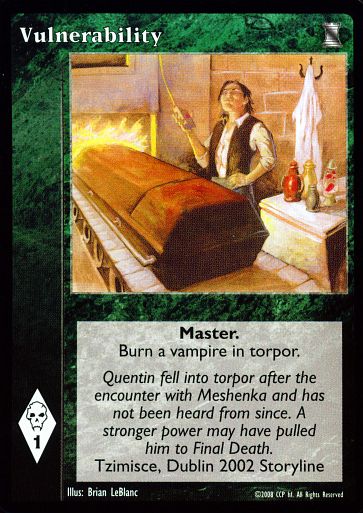 Vulnerability
Master.
Burn a vampire in torpor.
Quentin fell into torpor after the
encounter with Meshenka and has
not been heard from since. A
stronger power may have pulled
him to Final Death.
Tzimisce, Dublin 2002 Storyline
1
Illus: Brian LeBlanc
©2008 CCP hf. All Rights Reserved